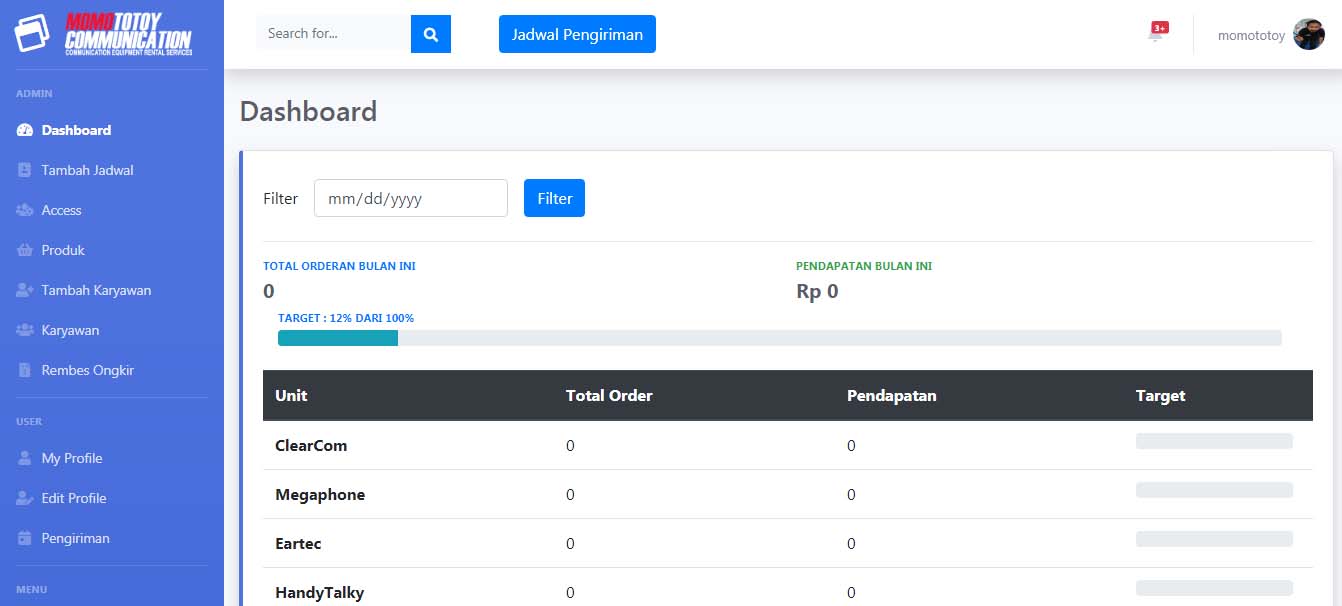 MOMOTOTOY
COMMUNICATION
COMMUNICATION EQUIPMENT RENTAL SERVICES
Search for...
Jadwal Pengiriman
3+
momototoy
ADMIN
Dashboard
Tambah Jadwal
Access
Produk
Tambah Karyawan
Karyawan
Rembes Ongkir
USER
My Profile
Edit Profile
Pengiriman
MENU
Dashboard
Filter mm/dd/yyyy Filter
TOTAL ORDERAN BULAN INI
0
PENDAPATAN BULAN INI
Rp 0
TARGET : 12% DARI 100%
Unit Total Order Pendapatan Target
ClearCom 0 0
Megaphone 0 0
Eartec 0 0
HandyTalky 0 0